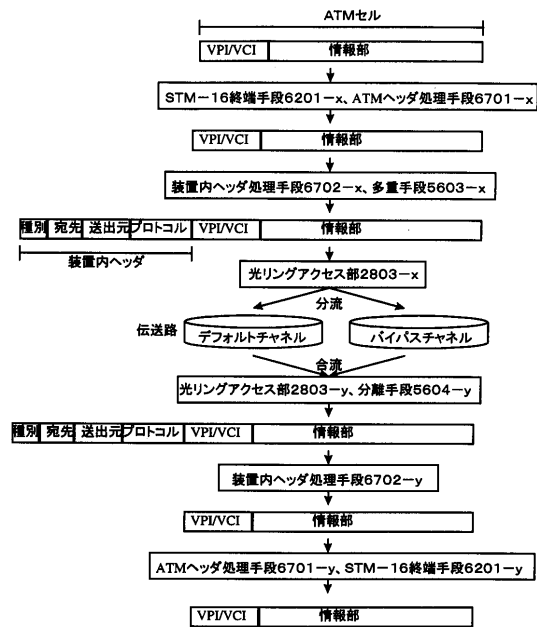 ATMセル
VPI/VCI 情報部
STM－16終端手段6201－x、ATMヘッダ処理手段6701－x
VPI/VCI 情報部
装置内ヘッダ処理手段6702－x、多重手段5603－x
種別 宛先 送出元 プロトコル VPI/VCI 情報部
装置内ヘッダ
光リングアクセス部2803－x
分流
伝送路 デフォルトチャネル バイパスチャネル
合流
光リングアクセス部2803－y、分離手段5604－y
種別 宛先 送出元 プロトコル VPI/VCI 情報部
装置内ヘッダ処理手段6702－y
VPI/VCI 情報部
ATMヘッダ処理手段6701－y、STM－16終端手段6201－y
VPI/VCI 情報部